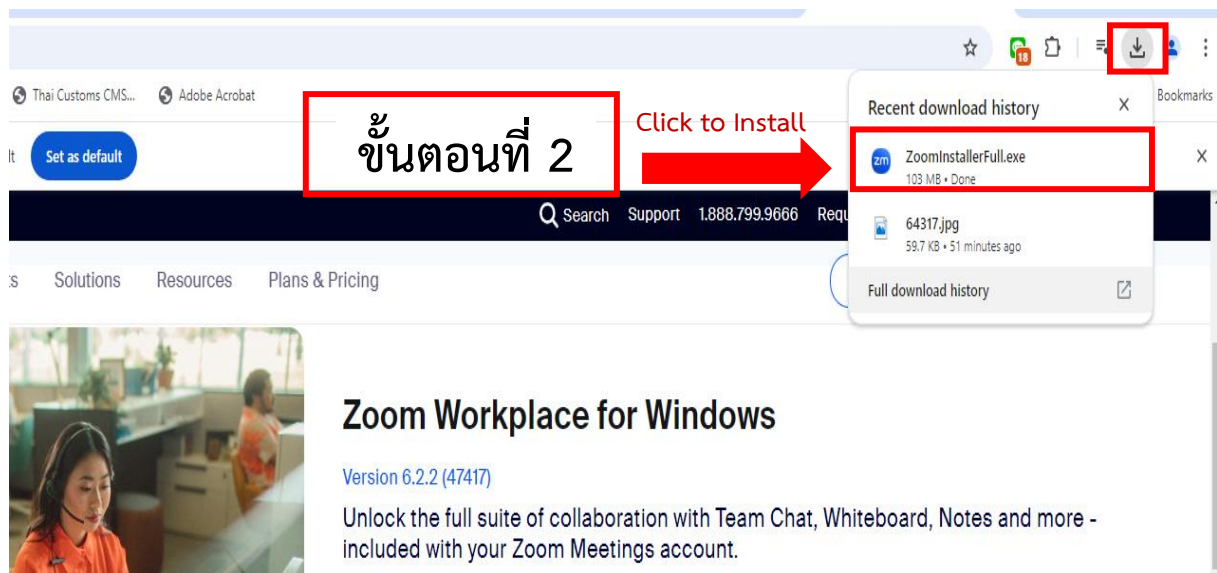 18
Thai Customs CMS...
Adobe Acrobat
Bookmarks
Recent download history
ขั้นตอนที่ 2
Click to Install
Set as default
zm
ZoomInstallerFull.exe
103 MB • Done
Search Support 1.888.799.9666 Requ
64317.jpg
59.7 KB • 51 minutes ago
Solutions Resources Plans & Pricing
Full download history
Zoom Workplace for Windows
Version 6.2.2 (47417)
Unlock the full suite of collaboration with Team Chat, Whiteboard, Notes and more -
included with your Zoom Meetings account.